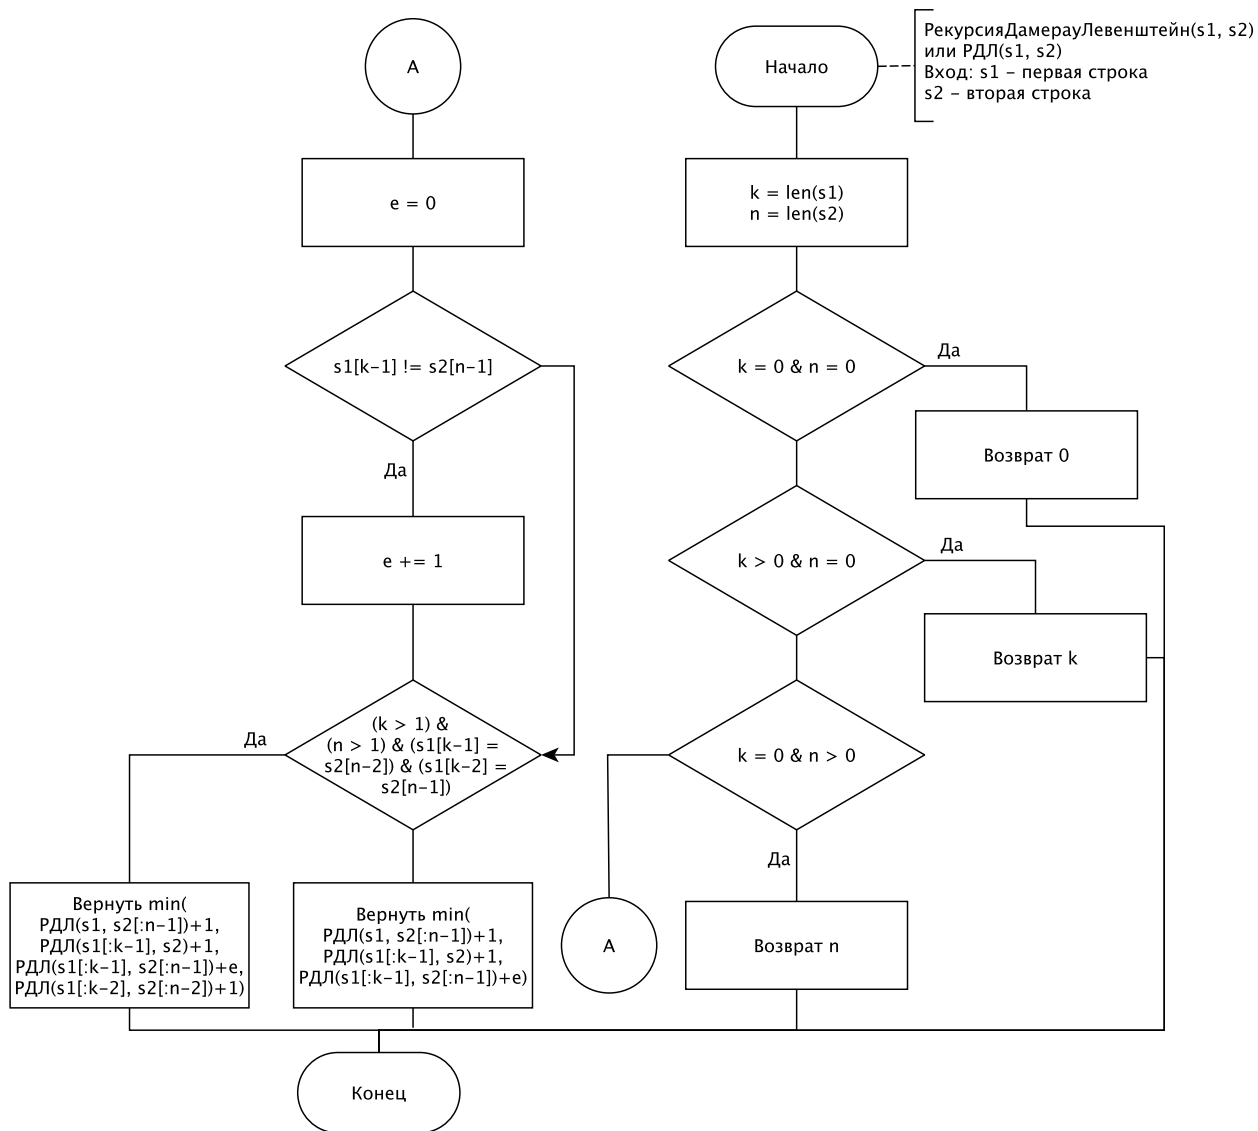 A
e = 0
s1[k-1] != s2[n-1]
Да
e += 1
(k > 1) &
(n > 1) & (s1[k-1] =
s2[n-2]) & (s1[k-2] =
s2[n-1])
Да
Вернуть min(
РДЛ(s1, s2[:n-1])+1,
РДЛ(s1[:k-1], s2)+1,
РДЛ(s1[:k-1], s2[:n-1])+e,
РДЛ(s1[:k-2], s2[:n-2])+1)
Вернуть min(
РДЛ(s1, s2[:n-1])+1,
РДЛ(s1[:k-1], s2)+1,
РДЛ(s1[:k-1], s2[:n-1])+e)
Начало
РекурсияДамерауЛевенштейн(s1, s2)
или РДЛ(s1, s2)
Вход: s1 – первая строка
s2 – вторая строка
k = len(s1)
n = len(s2)
k = 0 & n = 0
Да
Возврат 0
k > 0 & n = 0
Да
Возврат k
k = 0 & n > 0
Да
A
Возврат n
Конец